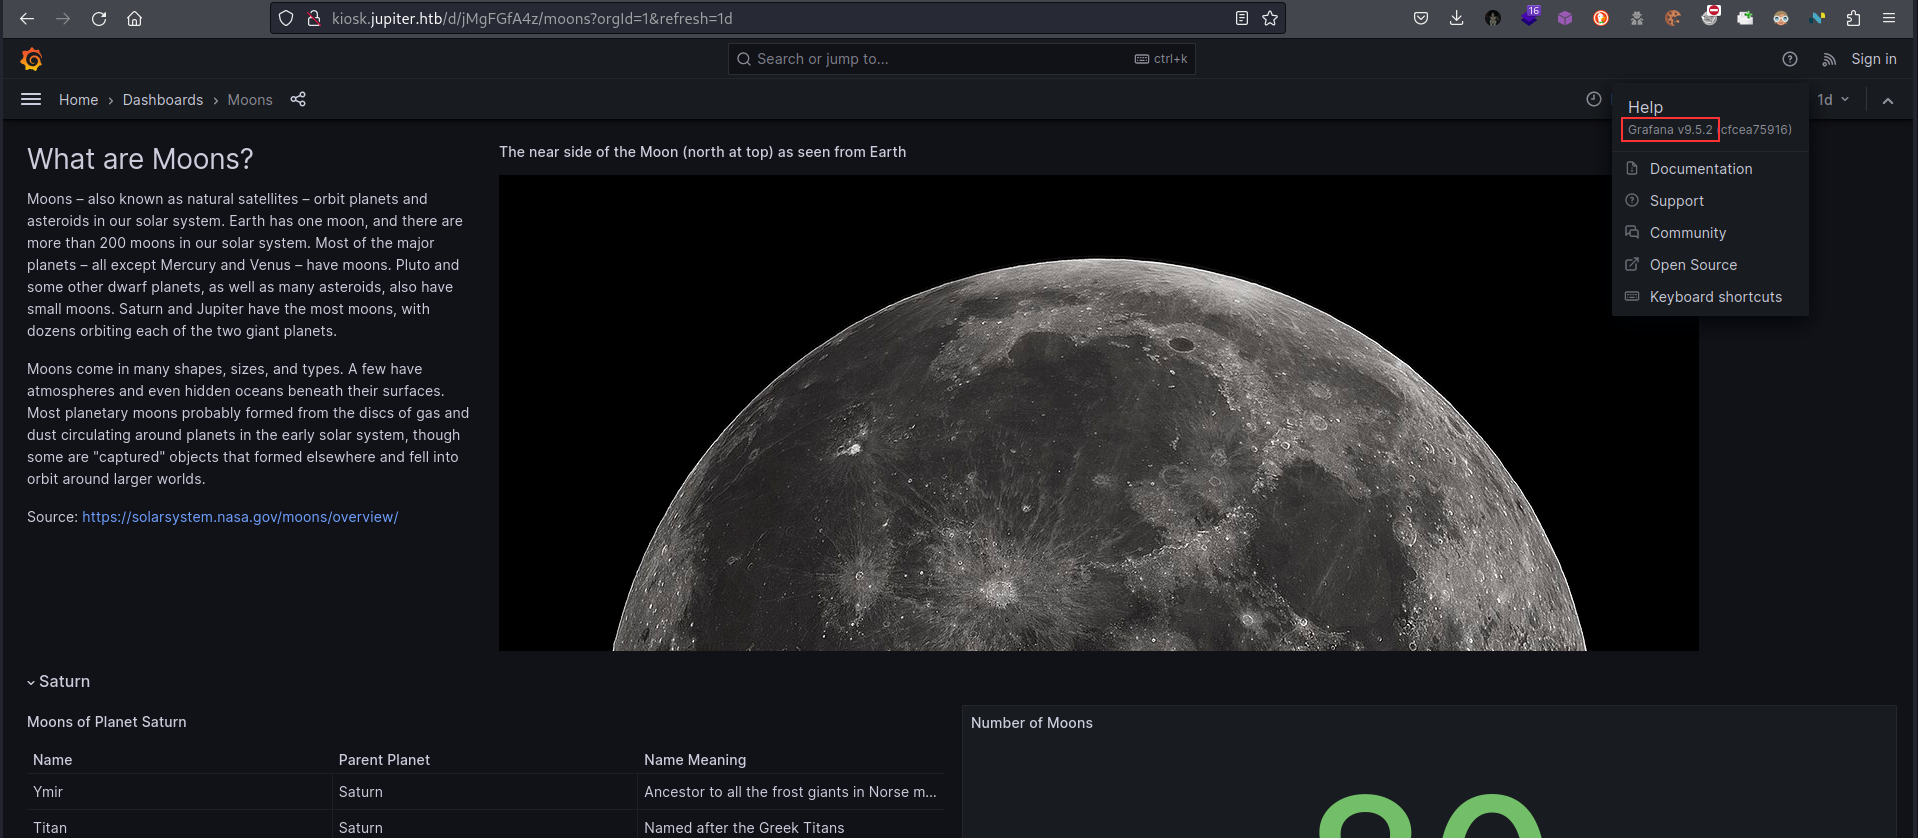 kiosk.jupiter.htb/d/jMgFGfA4z/moons?orgId=1&refresh=1d
16
Search or jump to...
ctrl+k
Sign in
Home › Dashboards › Moons
1d
Help
Grafana v9.5.2 cfcea75916)
Documentation
Support
Community
Open Source
Keyboard shortcuts
What are Moons?
Moons – also known as natural satellites – orbit planets and
asteroids in our solar system. Earth has one moon, and there are
more than 200 moons in our solar system. Most of the major
planets – all except Mercury and Venus – have moons. Pluto and
some other dwarf planets, as well as many asteroids, also have
small moons. Saturn and Jupiter have the most moons, with
dozens orbiting each of the two giant planets.
Moons come in many shapes, sizes, and types. A few have
atmospheres and even hidden oceans beneath their surfaces.
Most planetary moons probably formed from the discs of gas and
dust circulating around planets in the early solar system, though
some are "captured" objects that formed elsewhere and fell into
orbit around larger worlds.
Source: https://solarsystem.nasa.gov/moons/overview/
The near side of the Moon (north at top) as seen from Earth
Saturn
Moons of Planet Saturn
Name Parent Planet Name Meaning
Ymir Saturn Ancestor to all the frost giants in Norse m...
Titan Saturn Named after the Greek Titans
Number of Moons